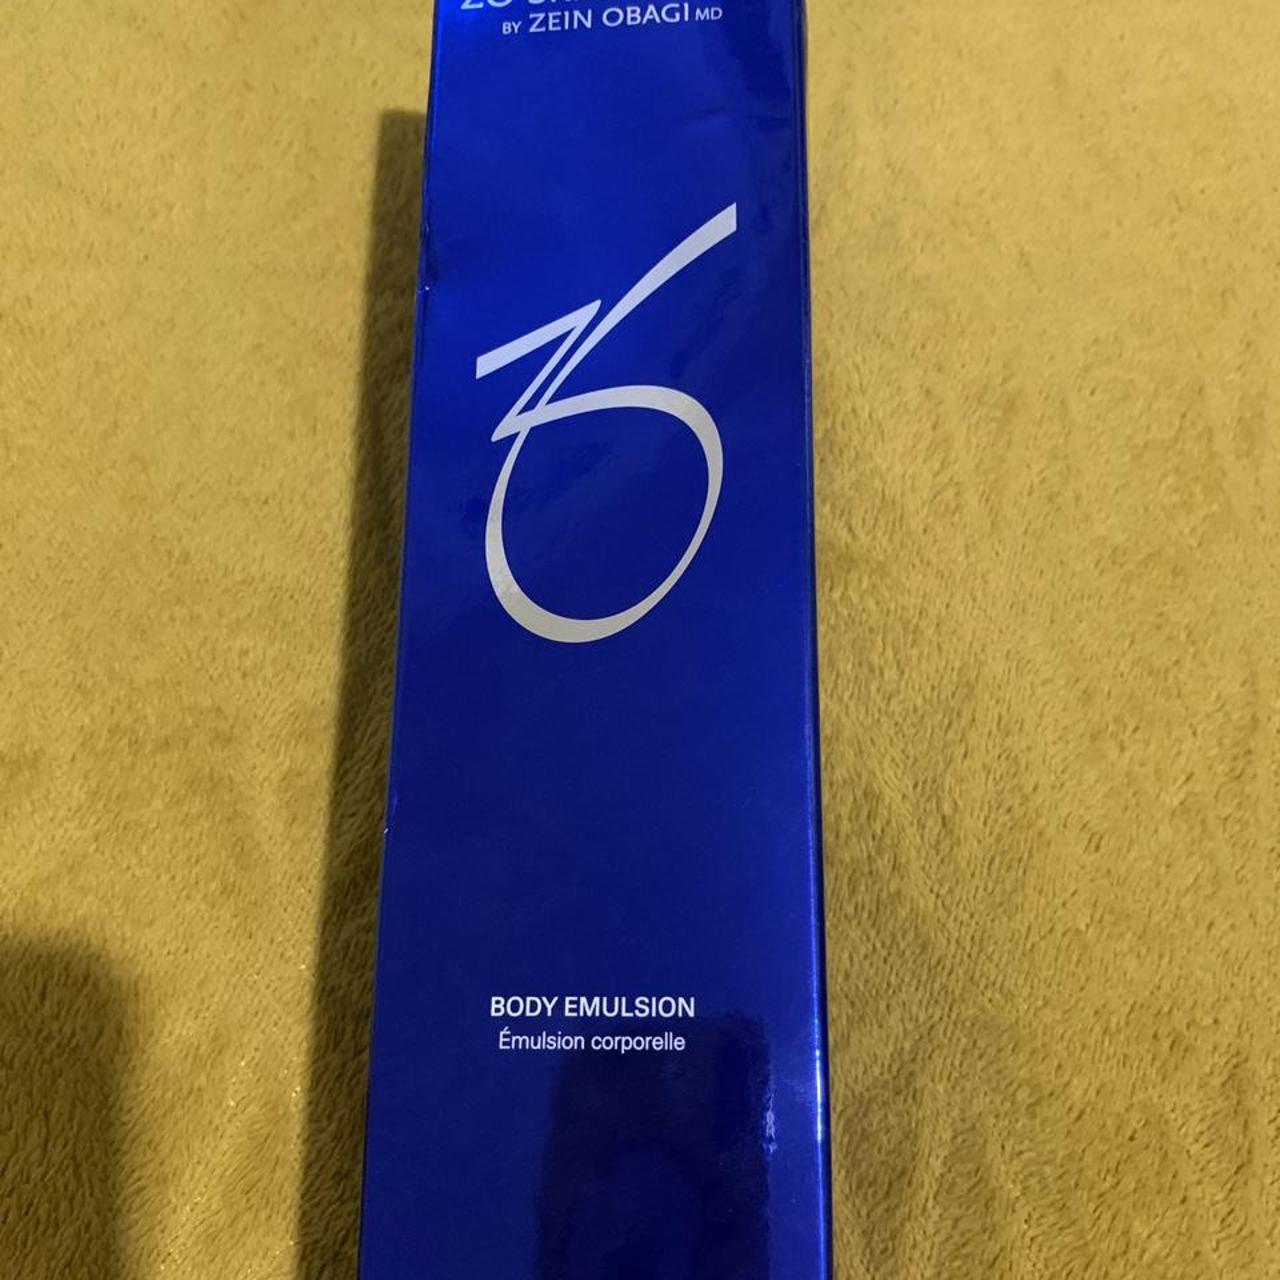 BY ZEIN OBAGI MD
BODY EMULSION
Émulsion corporelle